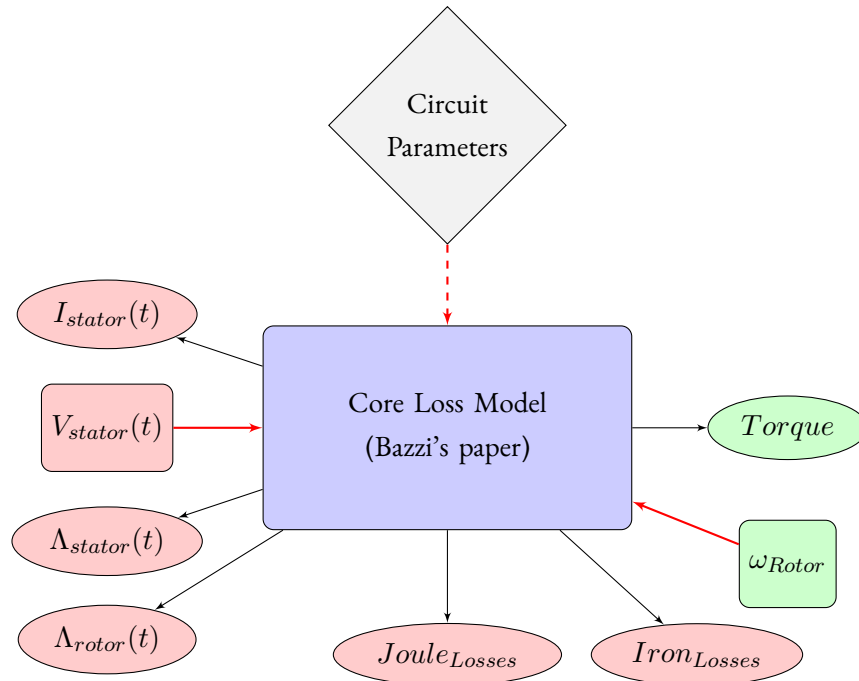 Circuit
Parameters
I_{stator}(t)
V_{stator}(t)
Core Loss Model
(Bazzi's paper)
Torque
Λ_{stator}(t)
ω_{Rotor}
Λ_{rotor}(t)
Joule_{Losses}
Iron_{Losses}